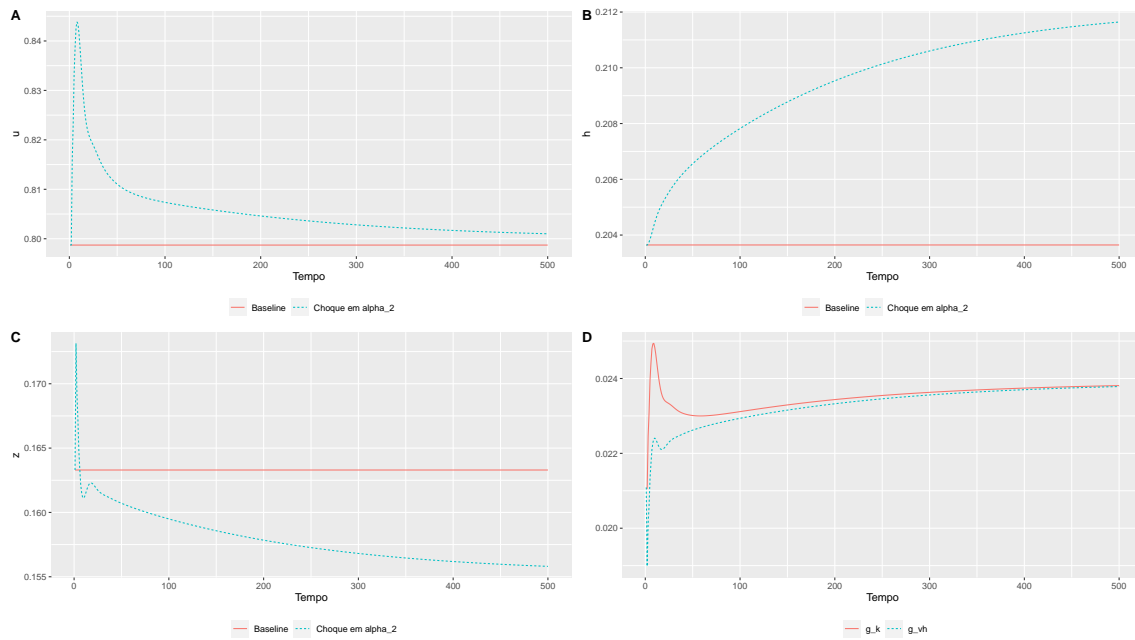 A
u
0.84
0.83
0.82
0.81
0.80
0 100 200 300 400 500
Tempo
Baseline Choque em alpha_2
B
h
0.212
0.210
0.208
0.206
0.204
0 100 200 300 400 500
Tempo
Baseline Choque em alpha_2
C
z
0.170
0.165
0.160
0.155
0 100 200 300 400 500
Tempo
Baseline Choque em alpha_2
D
0.024
0.022
0.020
0 100 200 300 400 500
Tempo
g_k g_vh